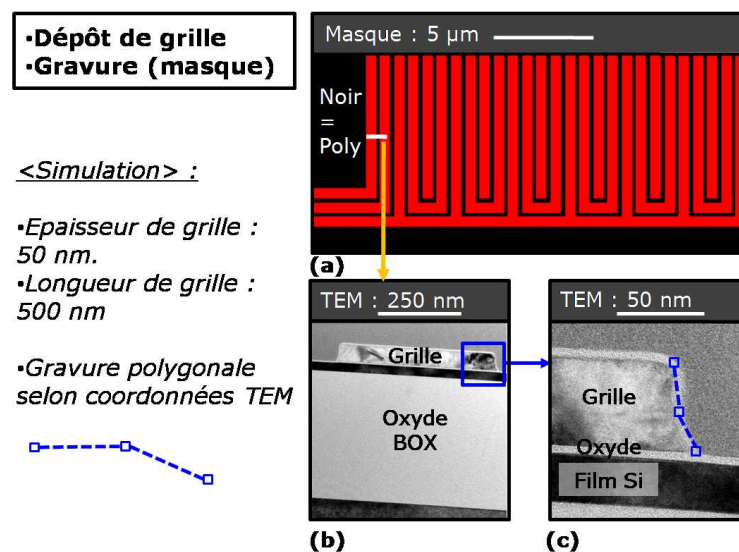 ▪Dépôt de grille
▪Gravure (masque)
<Simulation> :
▪Epaisseur de grille :
50 nm.
▪Longueur de grille :
500 nm
▪Gravure polygonale
selon coordonnées TEM
Masque : 5 µm
Noir
=
Poly
(a)
TEM : 250 nm
Grille
Oxyde
BOX
(b)
TEM : 50 nm
Grille
Oxyde
Film Si
(c)